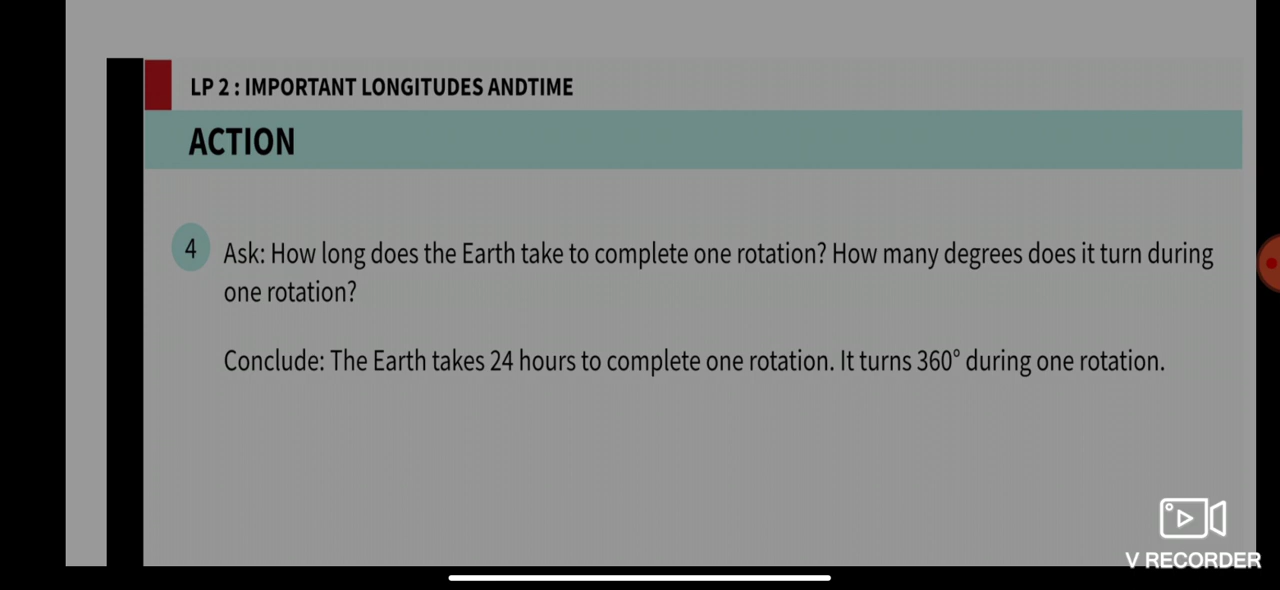 LP 2 : IMPORTANT LONGITUDES ANDTIME
ACTION
4 Ask: How long does the Earth take to complete one rotation? How many degrees does it turn during
one rotation?
Conclude: The Earth takes 24 hours to complete one rotation. It turns 360° during one rotation.
V RECORDER